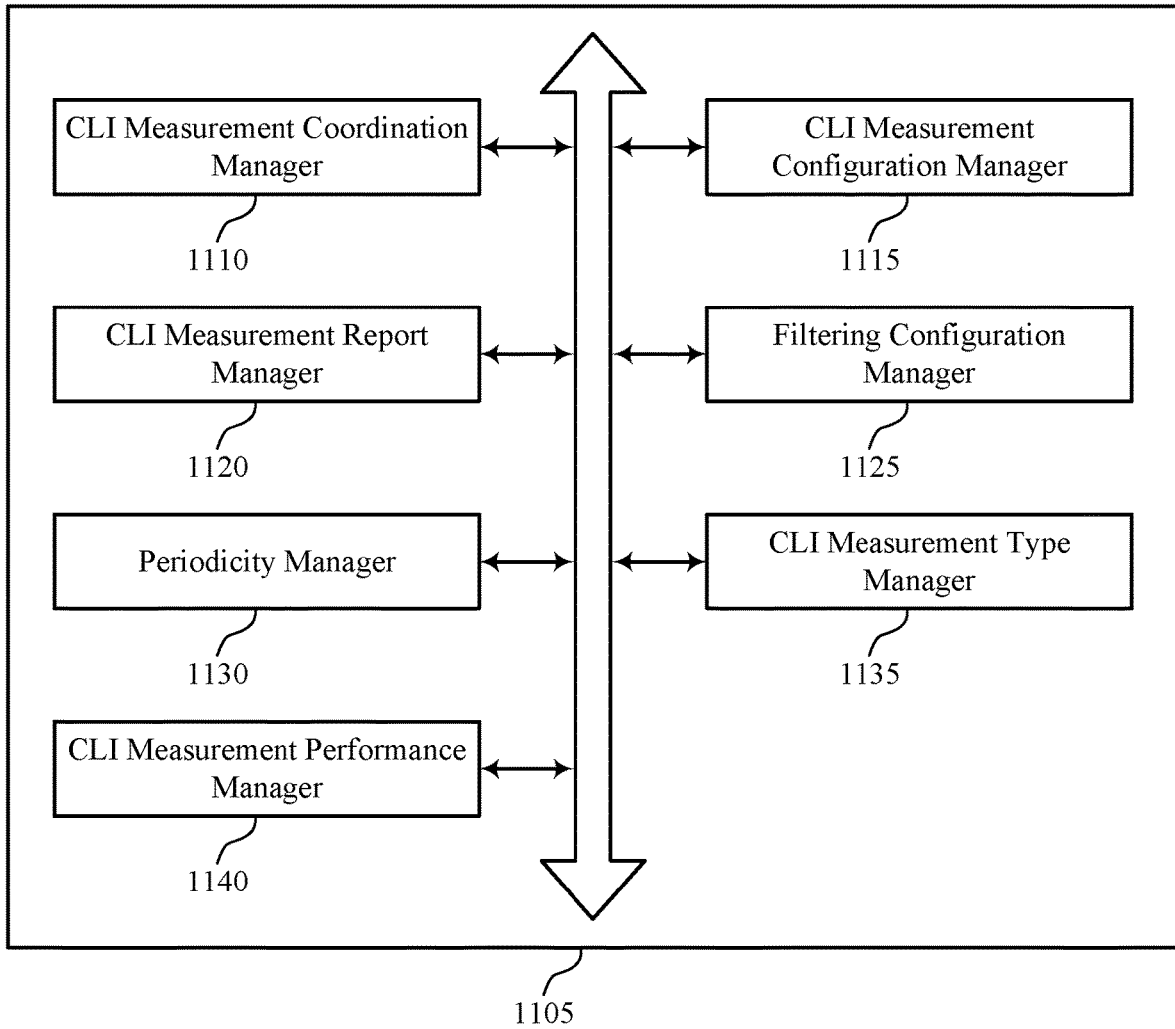 CLI Measurement Coordination
Manager
1110
CLI Measurement
Configuration Manager
1115
CLI Measurement Report
Manager
1120
Filtering Configuration
Manager
1125
Periodicity Manager
1130
CLI Measurement Type
Manager
1135
CLI Measurement Performance
Manager
1140
1105